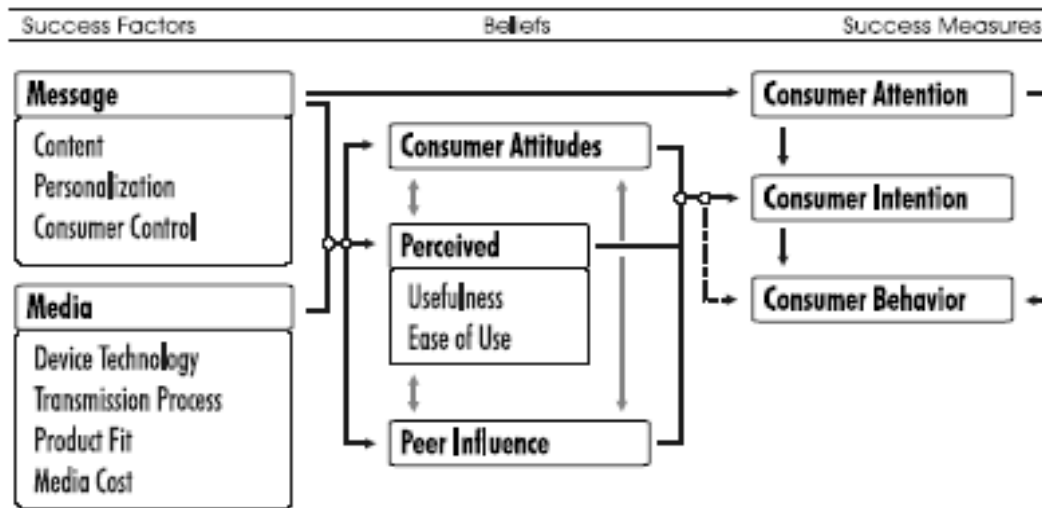 Success Factors
Beliefs
Success Measures
Message
Content
Personalization
Consumer Control
Media
Device Technology
Transmission Process
Product Fit
Media Cost
Consumer Attitudes
Perceived
Usefulness
Ease of Use
Peer Influence
Consumer Attention
Consumer Intention
Consumer Behavior